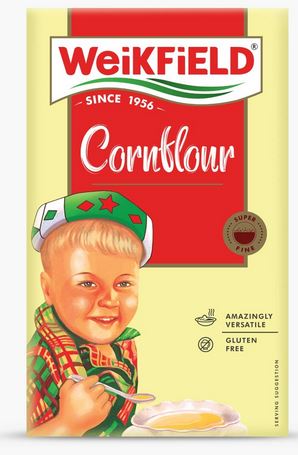 WEiKFiELD®
SINCE 1956
Cornflour
SUPER
FINE
AMAZINGLY
VERSATILE
GLUTEN
FREE
SERVING SUGGESTION